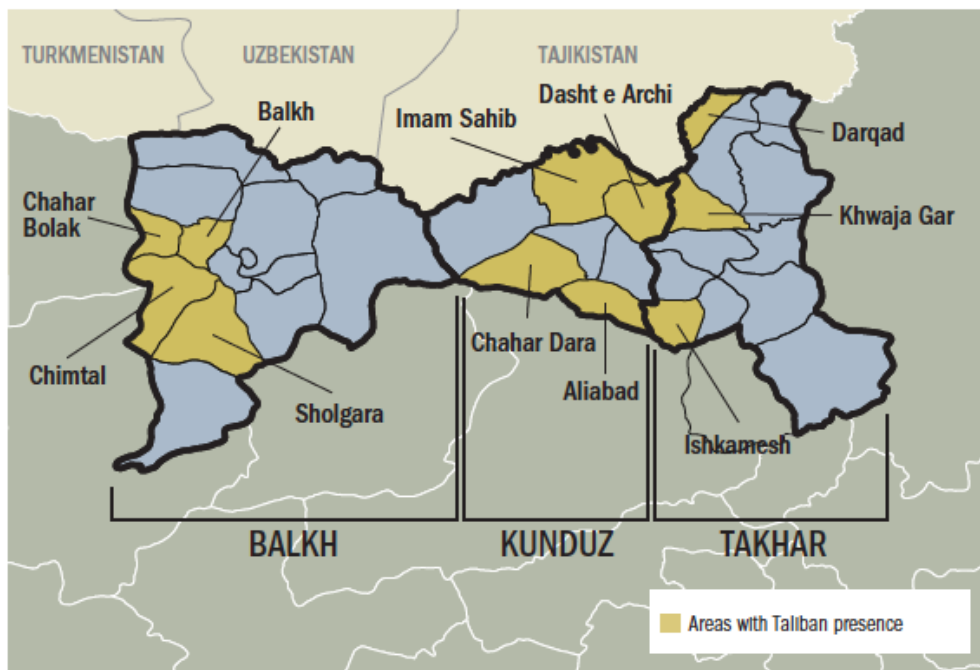 TURKMENISTAN
UZBEKISTAN
TAJIKISTAN
Balkh
Imam Sahib
Dasht e Archi
Darqad
Chahar
Bolak
Khwaja Gar
Chimtal
Sholgara
Chahar Dara
Aliabad
Ishkamesh
BALKH
KUNDUZ
TAKHAR
Areas with Taliban presence